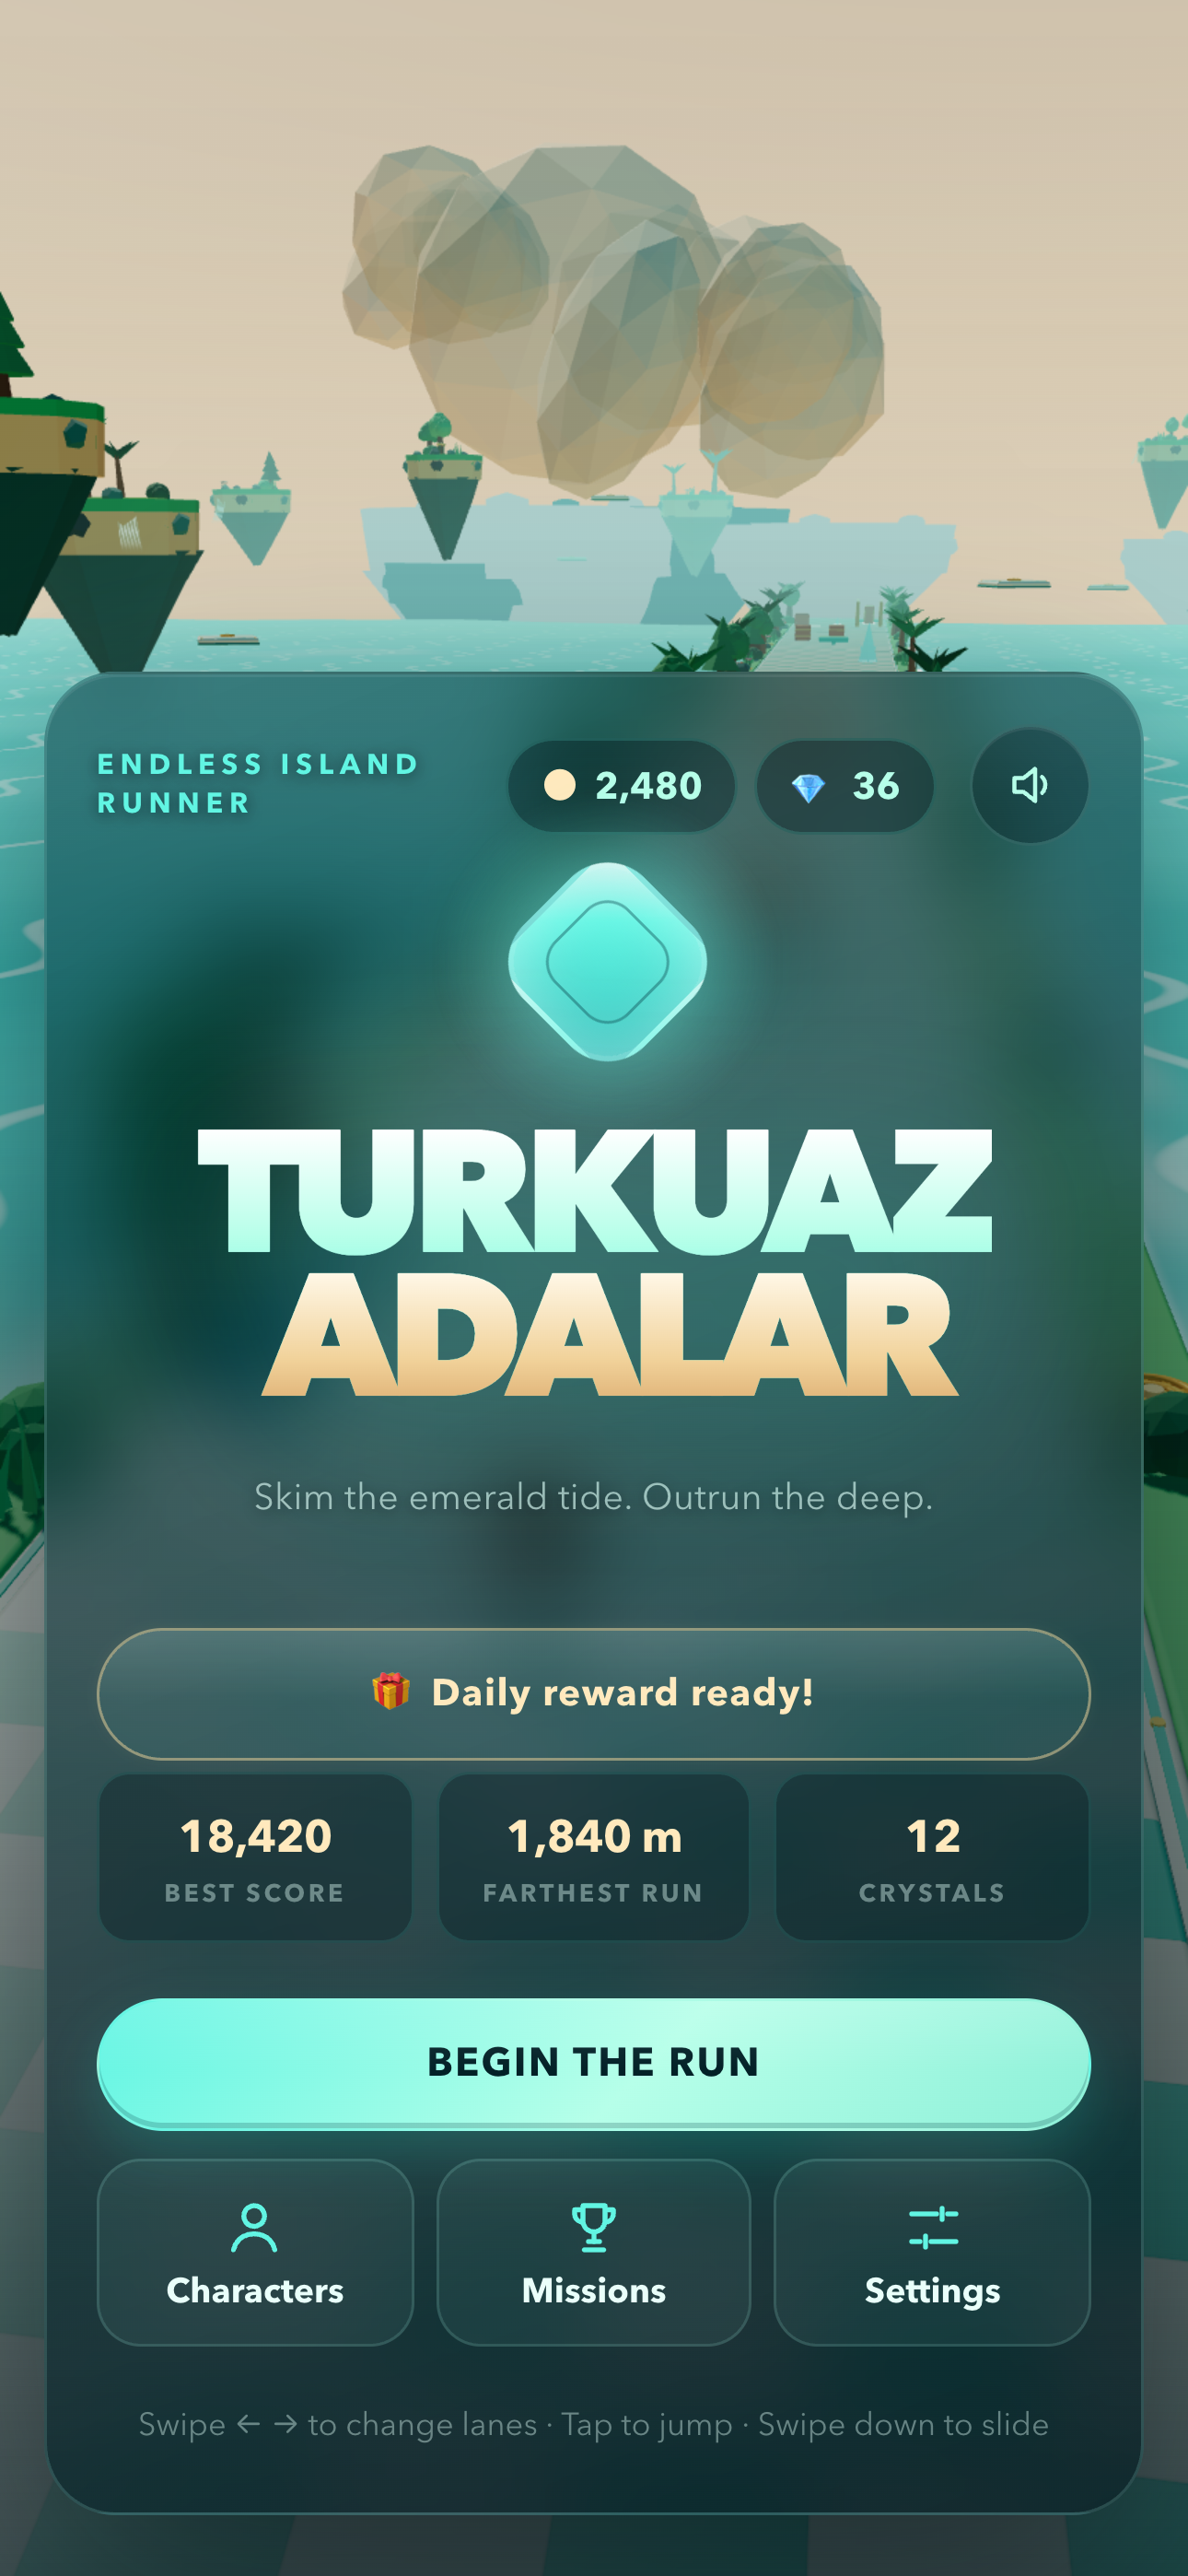 ENDLESS ISLAND
RUNNER
2,480
36
TURKUAZ
ADALAR
Skim the emerald tide. Outrun the deep.
Daily reward ready!
18,420
BEST SCORE
1,840 m
FARTHEST RUN
12
CRYSTALS
BEGIN THE RUN
Characters
Missions
Settings
Swipe ← → to change lanes · Tap to jump · Swipe down to slide